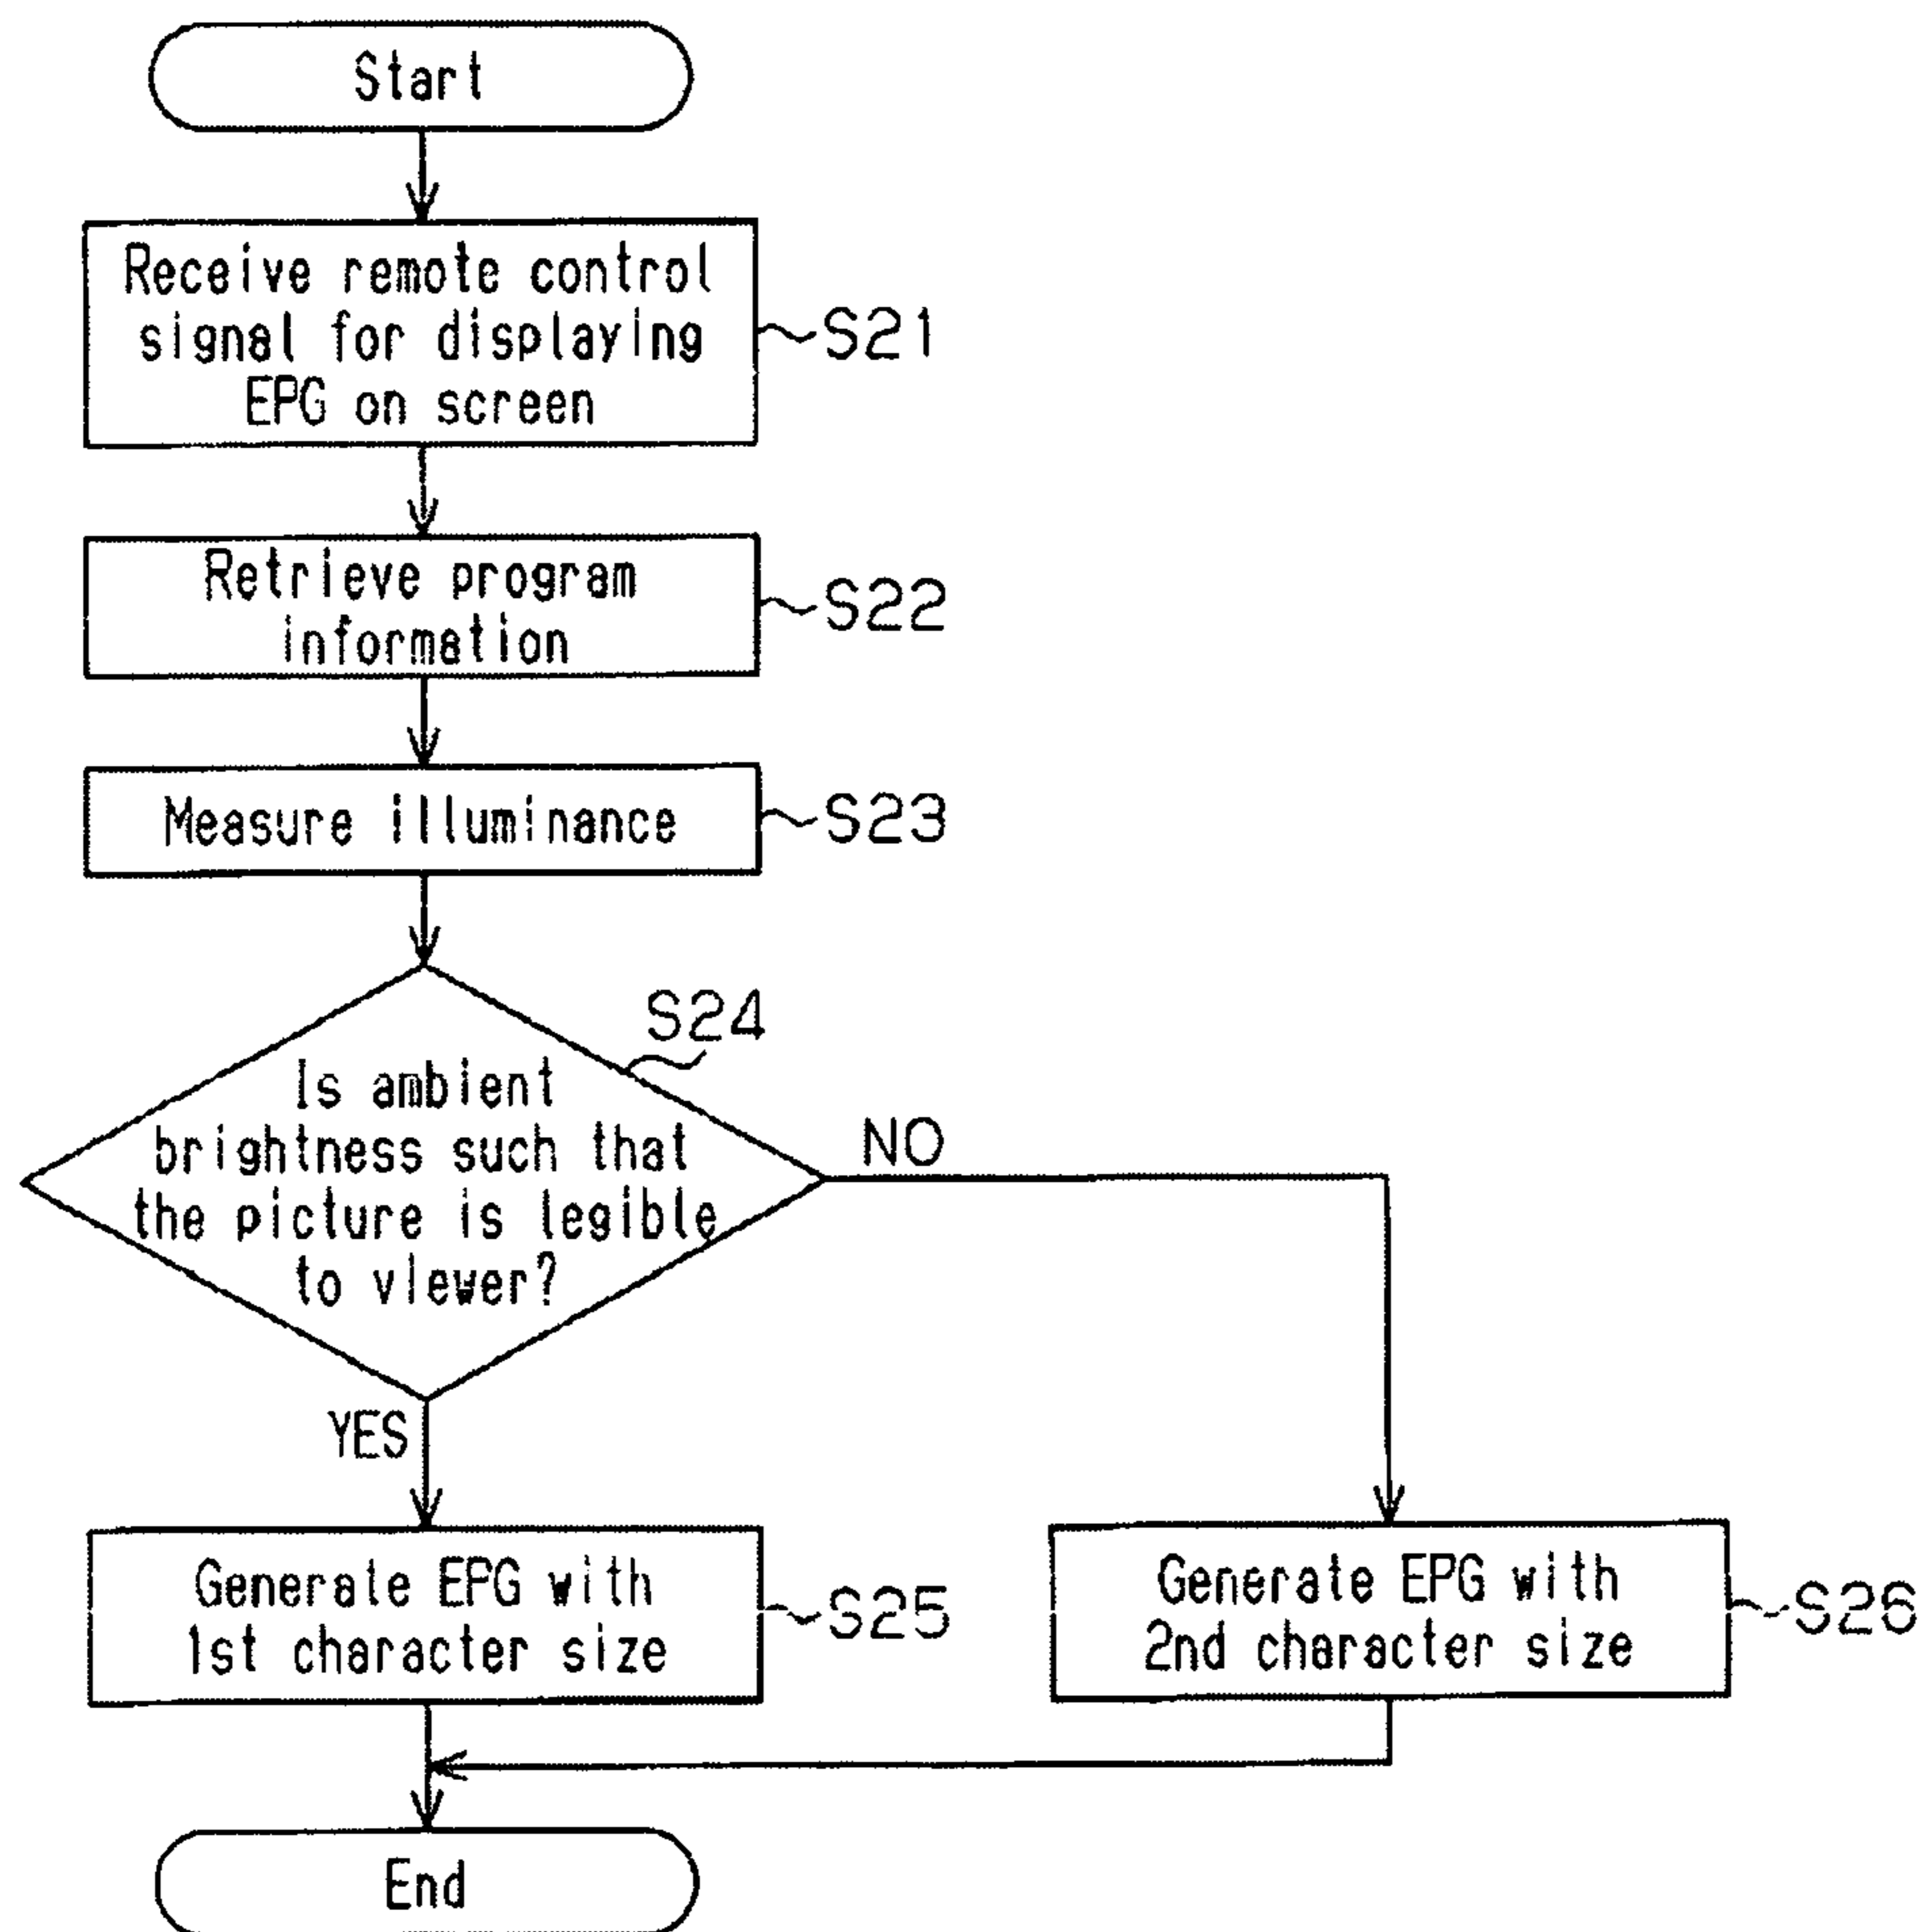 Start
Receive remote control
signal for displaying
EPG on screen
S21
Retrieve program
information
S22
Measure illuminance
S23
S24
Is ambient
brightness such that
the picture is legible
to viewer?
NO
YES
Generate EPG with
1st character size
S25
Generate EPG with
2nd character size
S26
End